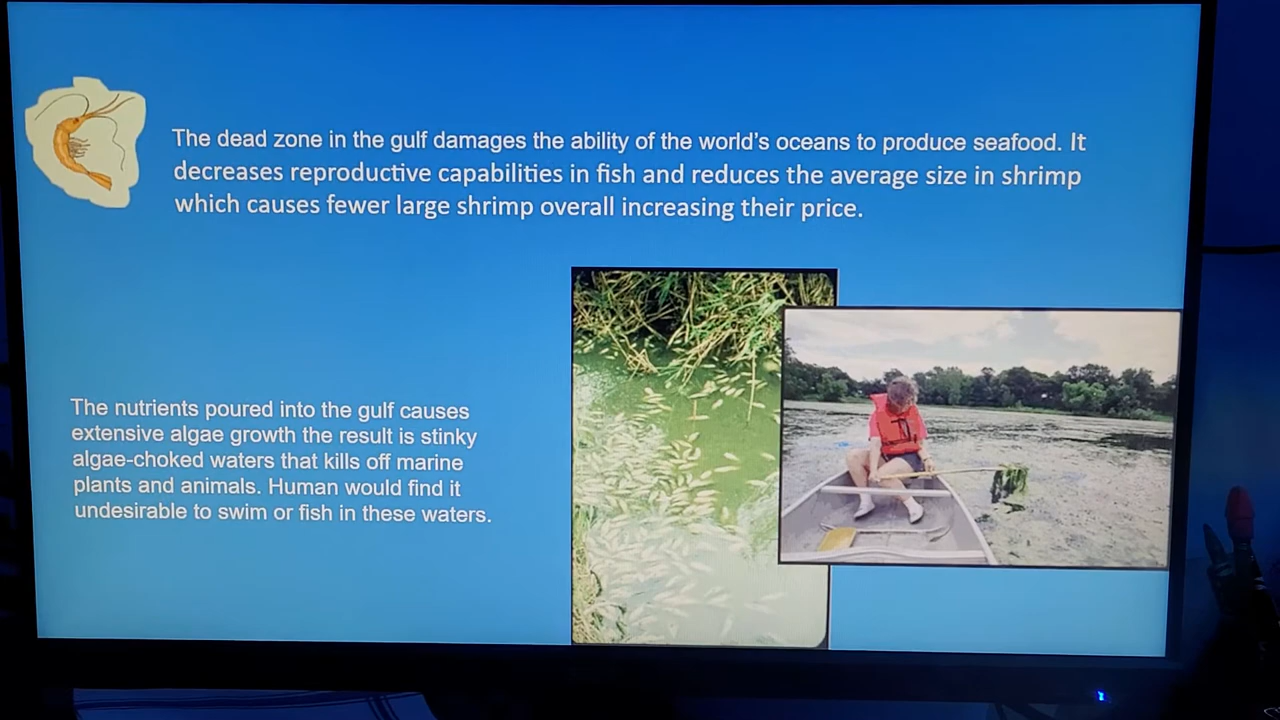 The dead zone in the gulf damages the ability of the world's oceans to produce seafood. It
decreases reproductive capabilities in fish and reduces the average size in shrimp
which causes fewer large shrimp overall increasing their price.
The nutrients poured into the gulf causes
extensive algae growth the result is stinky
algae-choked waters that kills off marine
plants and animals. Human would find it
undesirable to swim or fish in these waters.